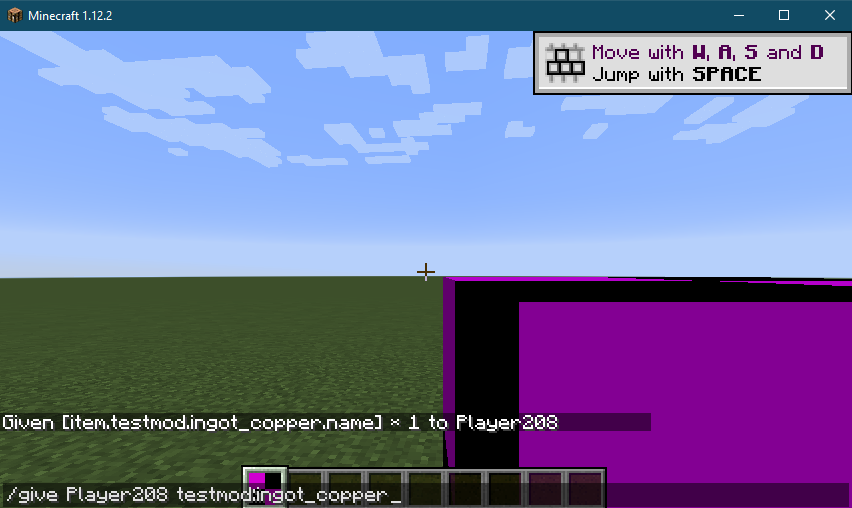 Minecraft 1.12.2
Move with W, A, S and D
Jump with SPACE
Given [item.testmod.ingot_copper.name] × 1 to Player208
/give Player208 testmod:ingot_copper_